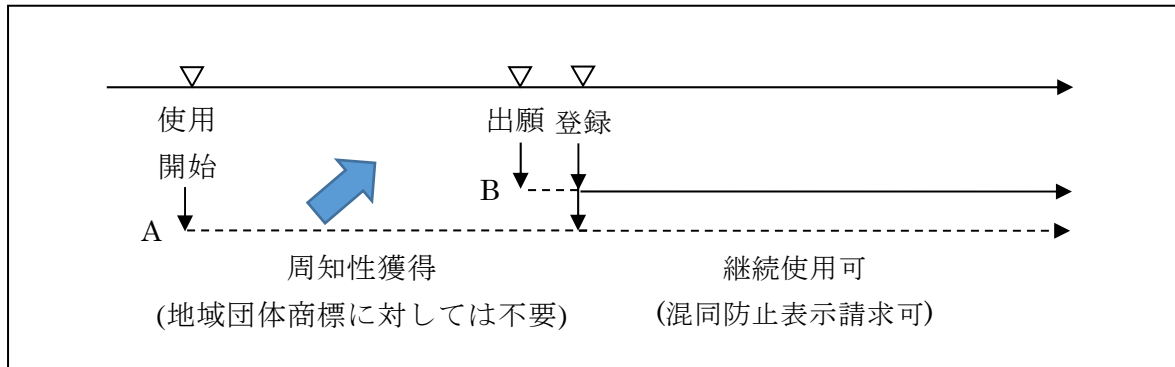 使用
開始
出願 登録
B
A
周知性獲得
(地域団体商標に対しては不要)
継続使用可
(混同防止表示請求可)